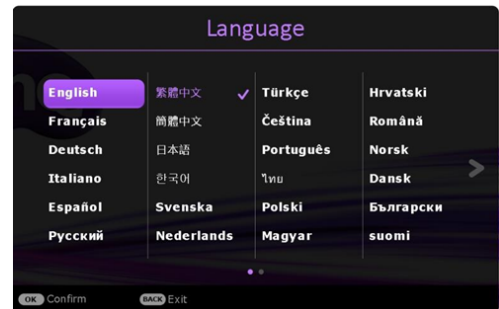 Language
English
Français
Deutsch
Italiano
Español
Русский
繁體中文
簡體中文
日本語
한국어
Svenska
Nederlands
Türkçe
Čeština
Português
ไทย
Polski
Magyar
Hrvatski
Română
Norsk
Dansk
Български
suomi
OK Confirm BACK Exit